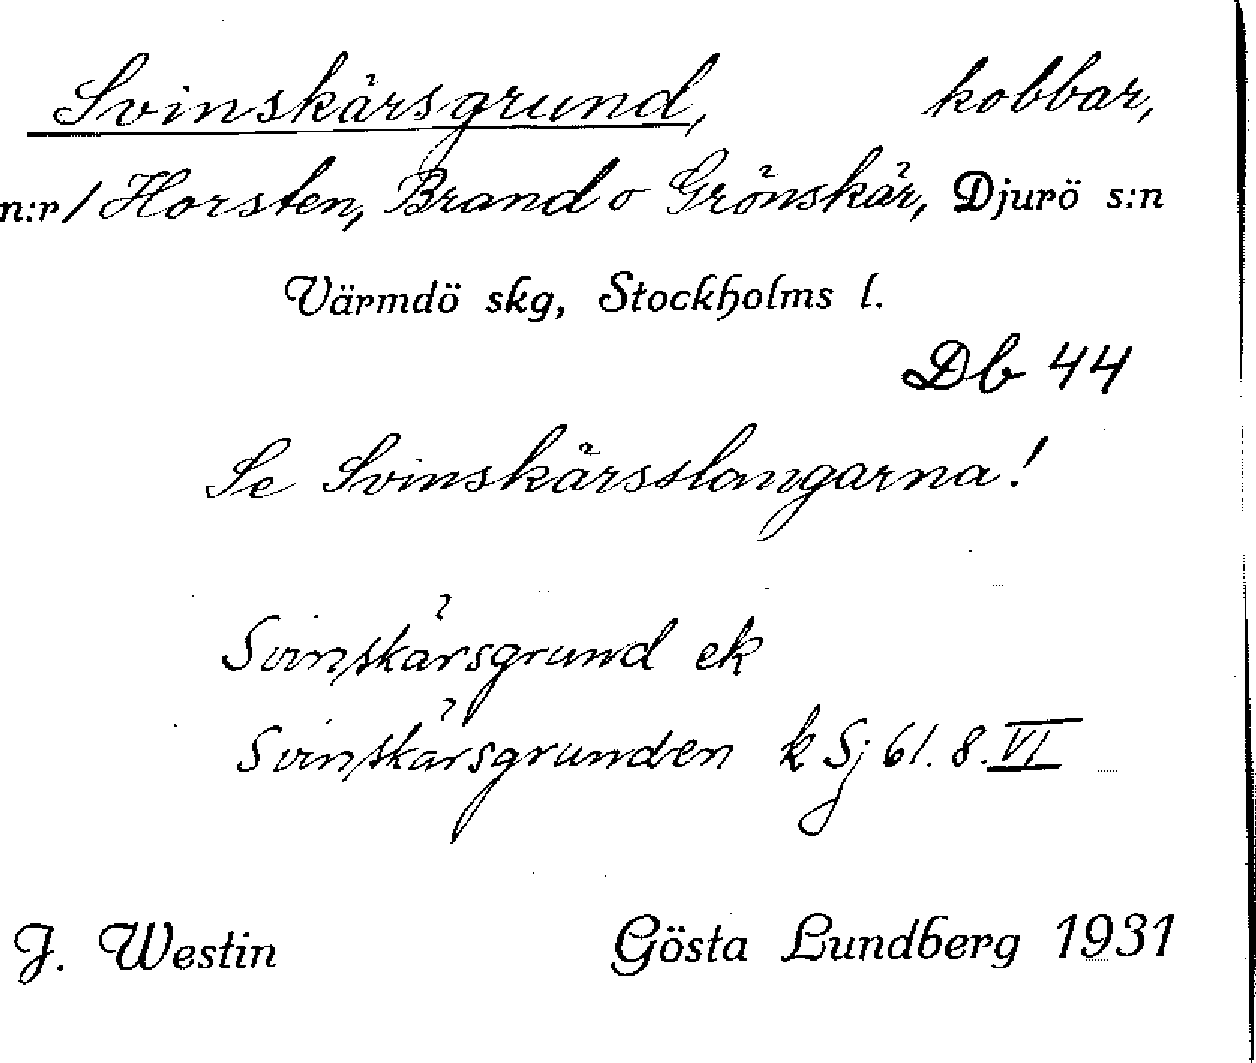 Svinskärsgrund, kobbar,
n:r / Horsten, Brand o Grönskär, Djurö s:n
Värmdö skg, Stockholms l.
Db 44
Se Svinskärsslangarna!
Svinskärsgrund ek
Svinskärsgrunden k Sj 61. 8. VI
J. Westin Gösta Lundberg 1931